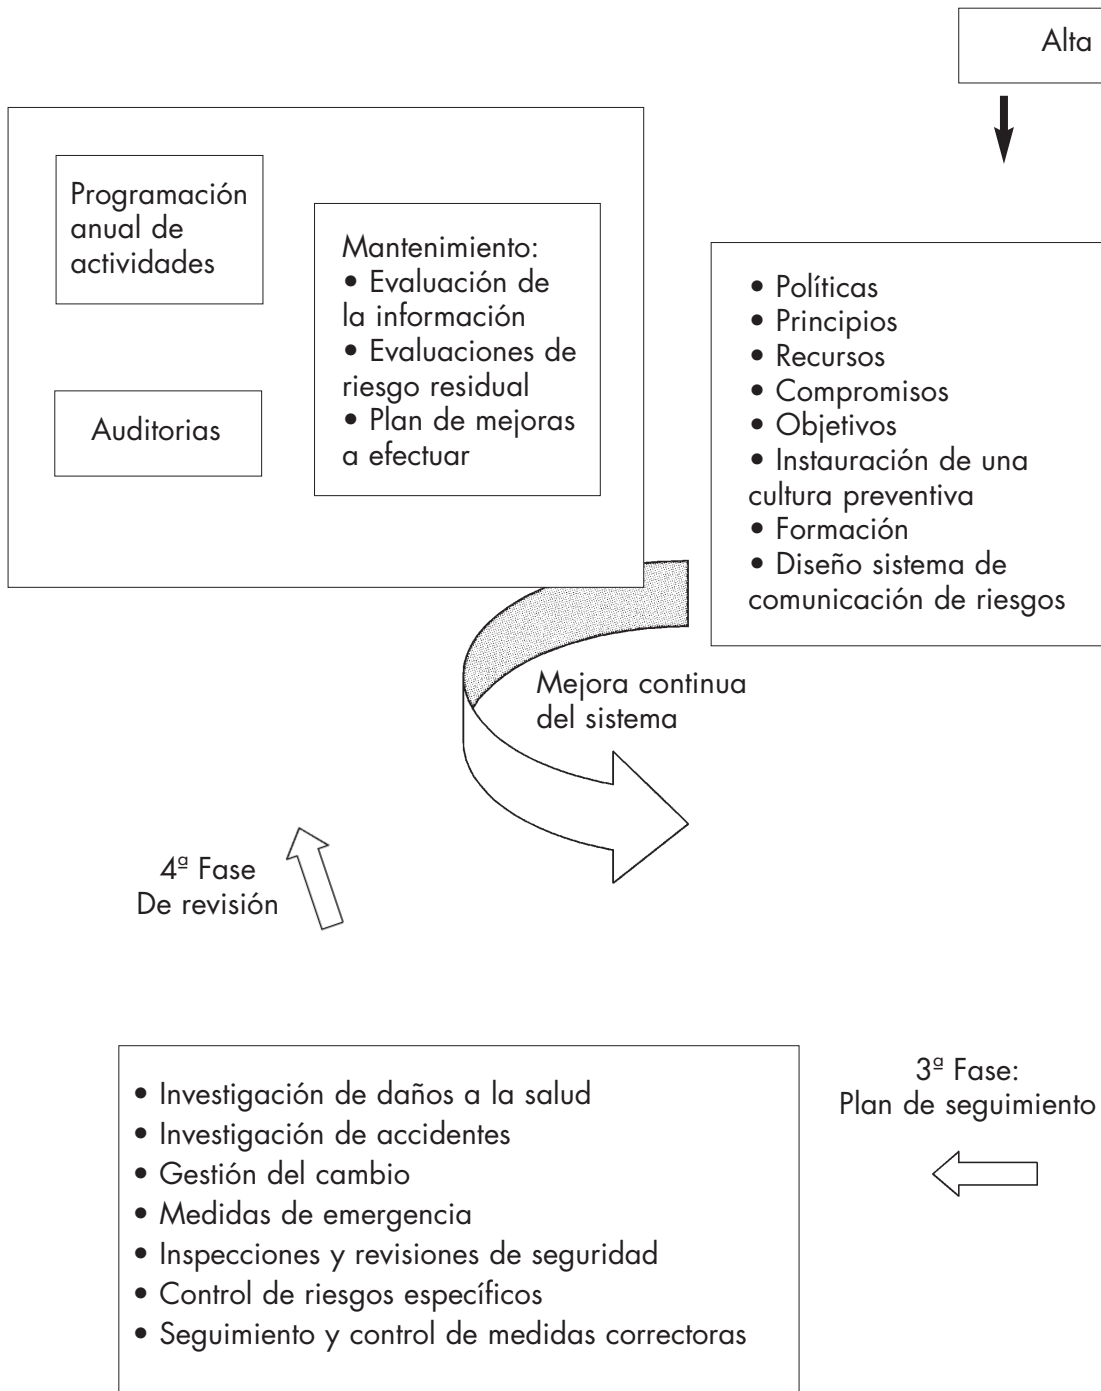 Alta
Programación
anual de
actividades
Auditorias
Mantenimiento:
• Evaluación de
la información
• Evaluaciones de
riesgo residual
• Plan de mejoras
a efectuar
• Políticas
• Principios
• Recursos
• Compromisos
• Objetivos
• Instauración de una
cultura preventiva
• Formación
• Diseño sistema de
comunicación de riesgos
Mejora continua
del sistema
4ª Fase
De revisión
3ª Fase:
Plan de seguimiento
• Investigación de daños a la salud
• Investigación de accidentes
• Gestión del cambio
• Medidas de emergencia
• Inspecciones y revisiones de seguridad
• Control de riesgos específicos
• Seguimiento y control de medidas correctoras